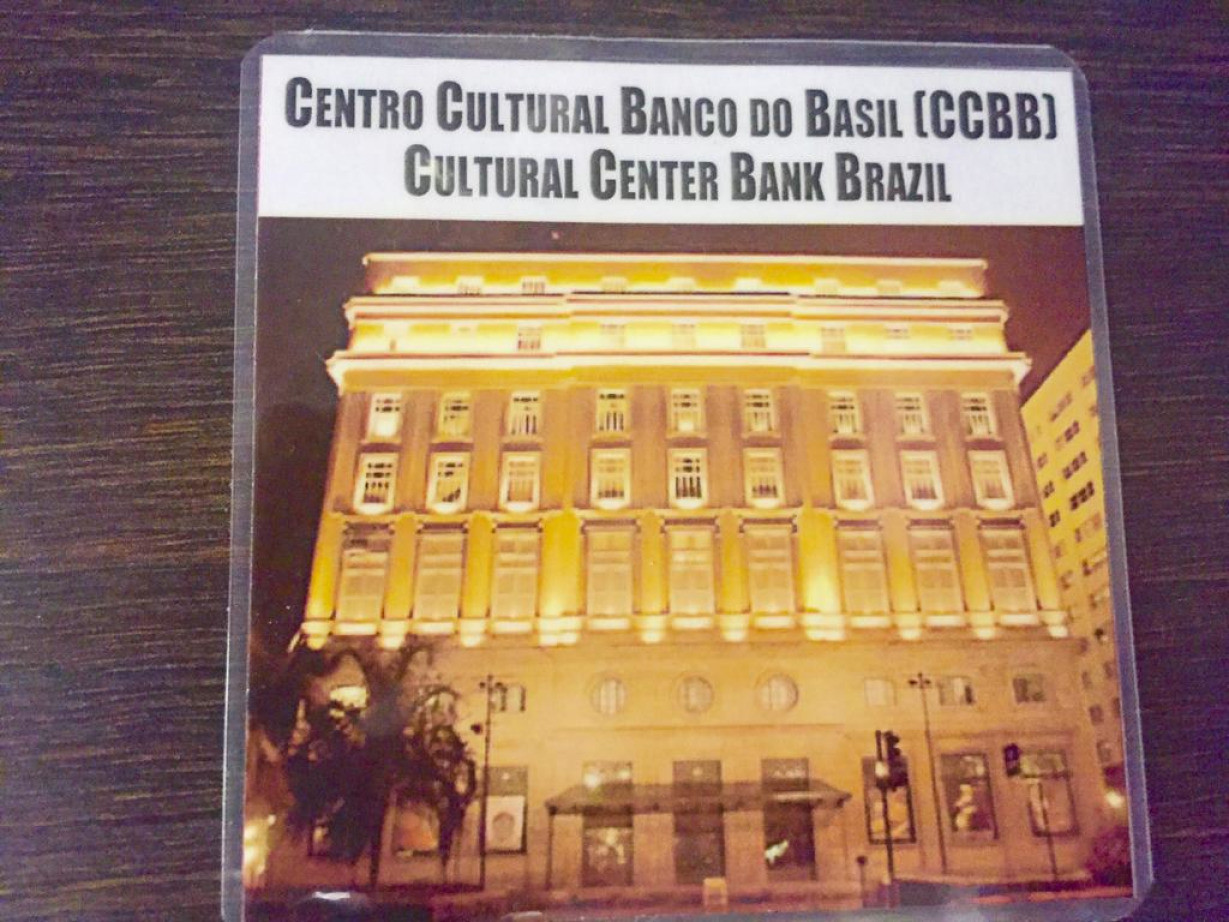 CENTRO CULTURAL BANCO DO BASIL (CCBB)
CULTURAL CENTER BANK BRAZIL